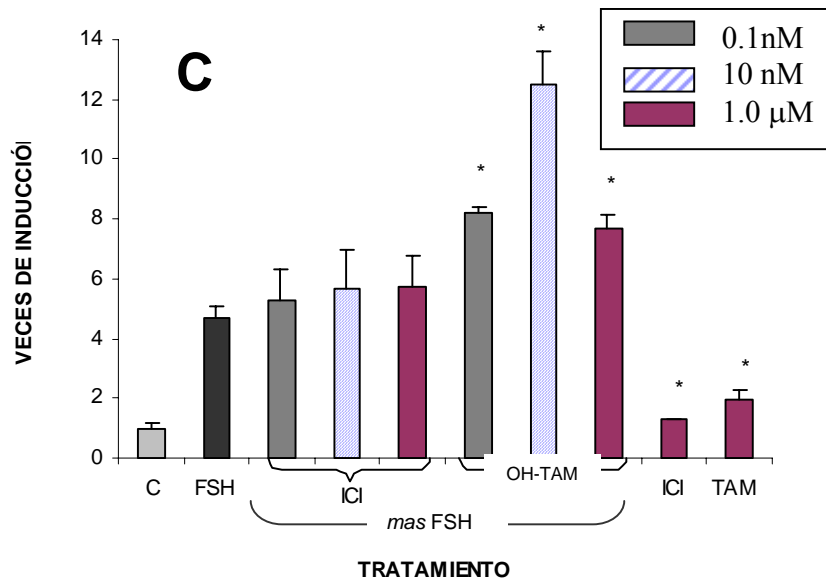 C
0.1nM
10 nM
1.0 µM
VECES DE INDUCCIÓ
14
12
10
8
6
4
2
0
* * * * *
C FSH ICI OH-TAM ICI TAM
mas FSH
TRATAMIENTO